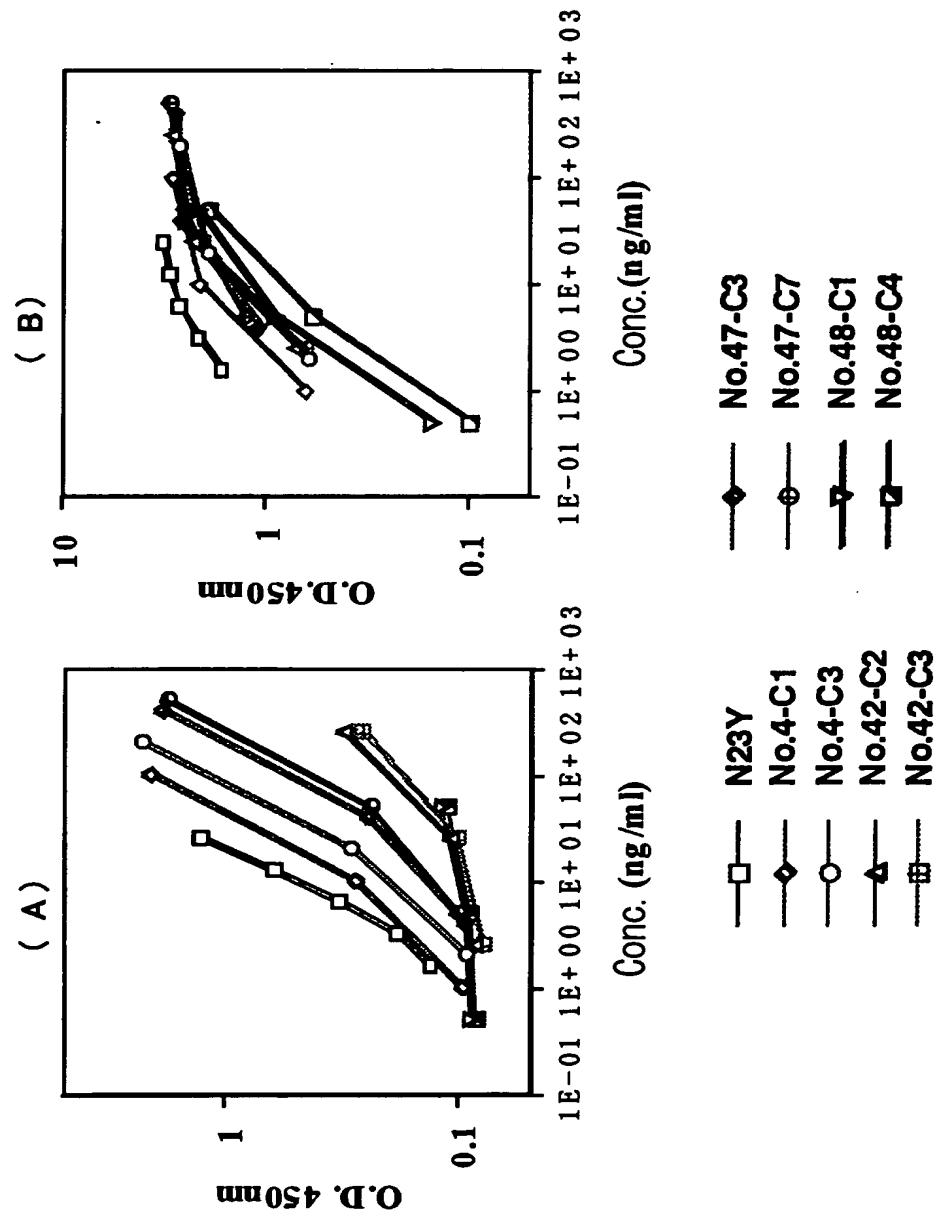 ( A )
O.D. 450nm
1
0.1
1E-01 1E+00 1E+01 1E+02 1E+03
Conc. (ng/ml)
( B )
O.D.450nm
10
1
0.1
1E-01 1E+00 1E+01 1E+02 1E+03
Conc.(ng/ml)
N23Y
No.4-C1
No.4-C3
No.42-C2
No.42-C3
No.47-C3
No.47-C7
No.48-C1
No.48-C4